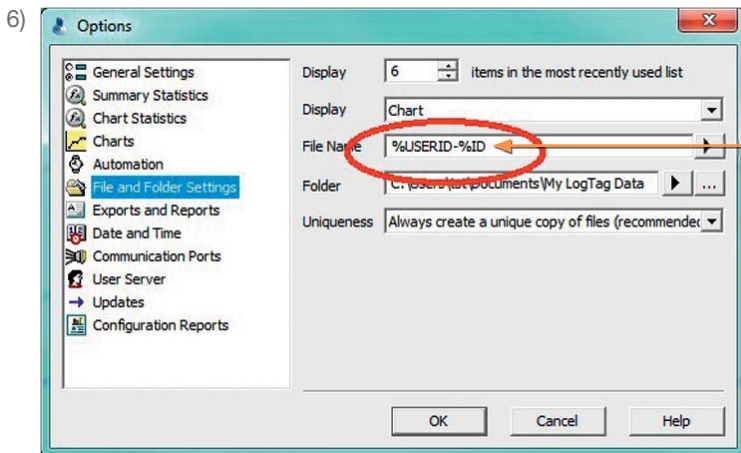 6)
Options
General Settings
Summary Statistics
Chart Statistics
Charts
Automation
File and Folder Settings
Exports and Reports
Date and Time
Communication Ports
User Server
Updates
Configuration Reports
Display 6 items in the most recently used list
Display Chart
File Name %USERID-%ID
Folder \Documents\My LogTag Data ...
Uniqueness Always create a unique copy of files (recommended
OK Cancel Help